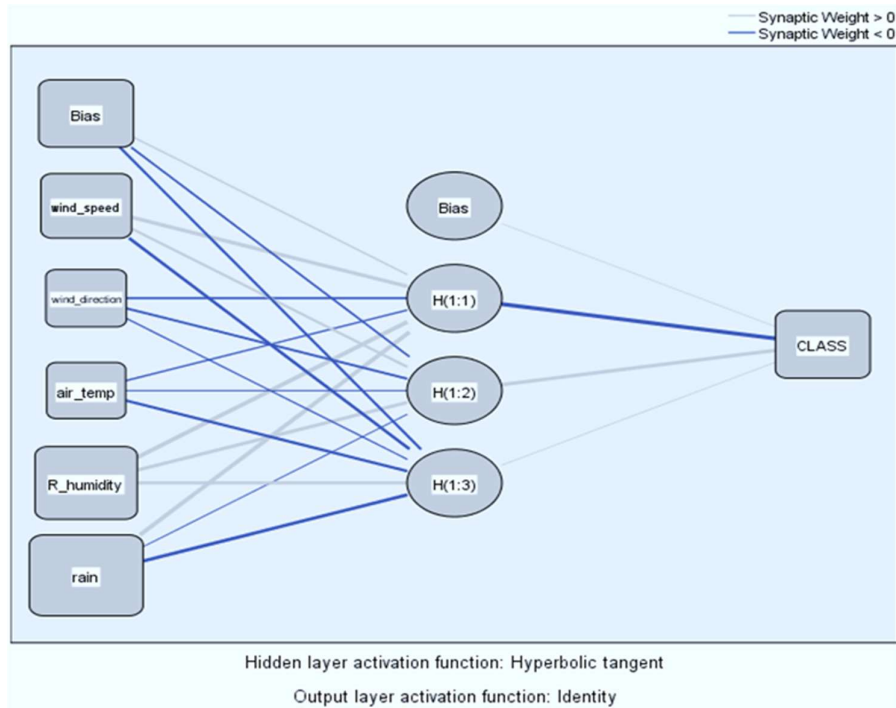 Synaptic Weight > 0
Synaptic Weight < 0
Bias
wind_speed
wind_direction
air_temp
R_humidity
rain
Bias
H(1:1)
H(1:2)
H(1:3)
CLASS
Hidden layer activation function: Hyperbolic tangent
Output layer activation function: Identity